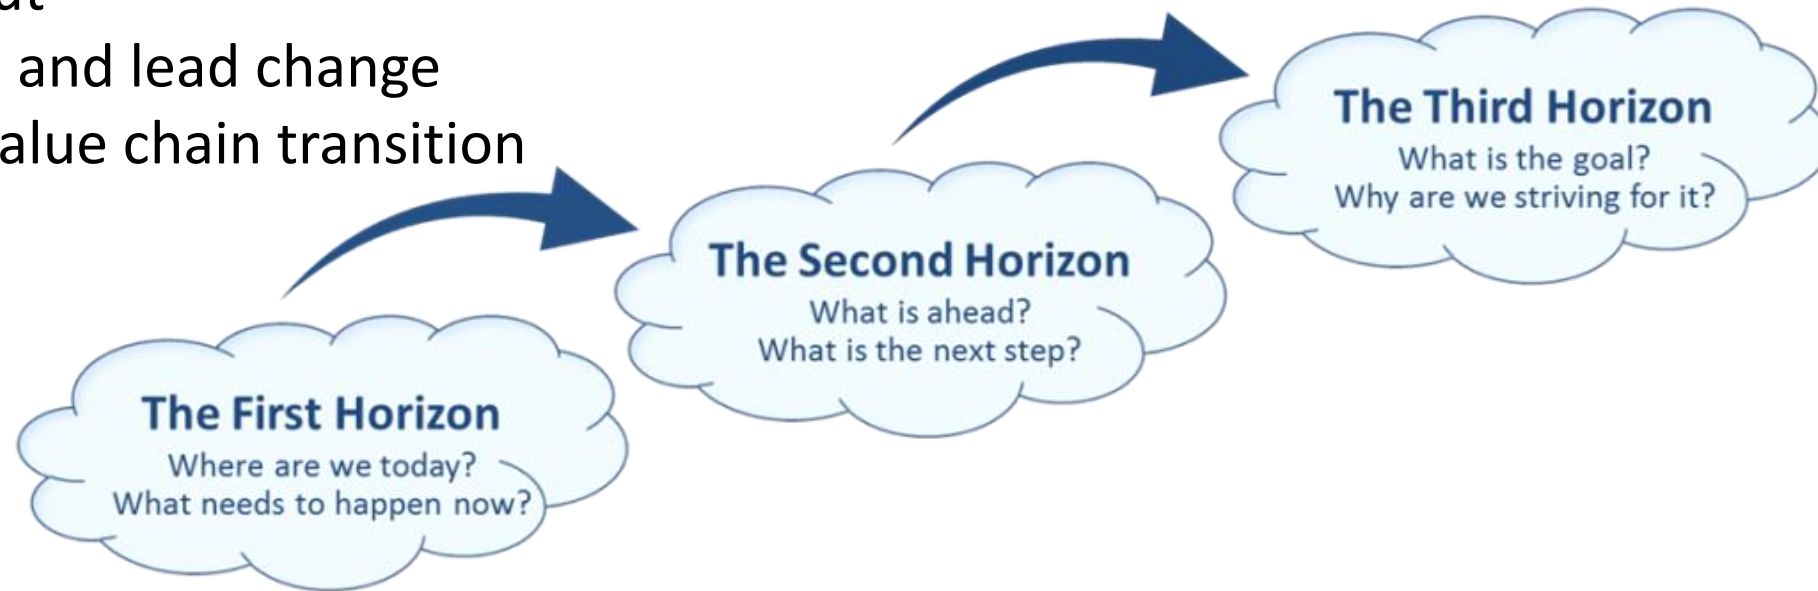 and lead change
alue chain transition
The Third Horizon
What is the goal?
Why are we striving for it?
The Second Horizon
What is ahead?
What is the next step?
The First Horizon
Where are we today?
What needs to happen now?